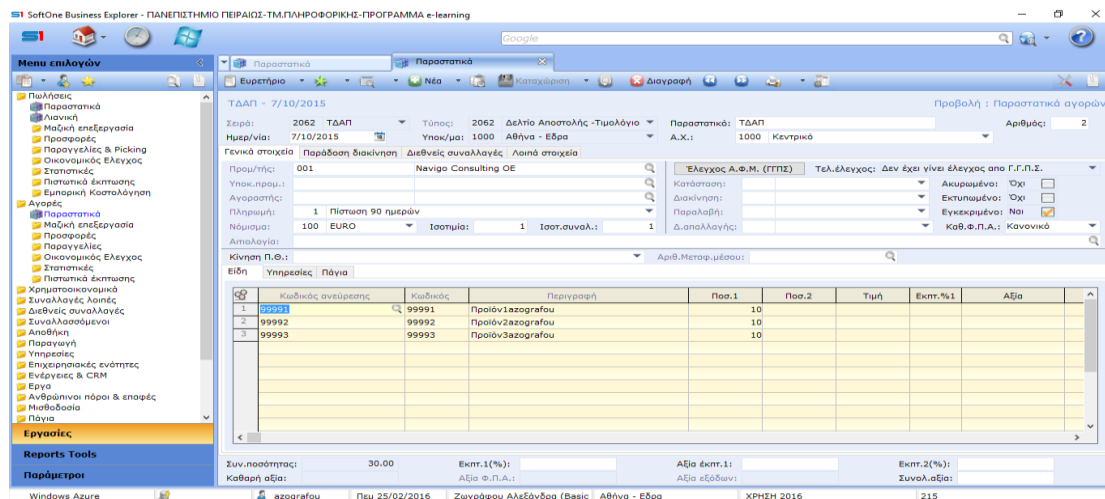 SoftOne Business Explorer - ΠΑΝΕΠΙΣΤΗΜΙΟ ΠΕΙΡΑΙΩΣ-ΤΜ.ΠΛΗΡΟΦΟΡΙΚΗΣ-ΠΡΟΓΡΑΜΜΑ e-learning
Google
Menu επιλογών
Παραστατικά Παραστατικά
Ευρετήριο Νέα Καταχώριση Διαγραφή
Πωλήσεις
Παραστατικά
Λιανική
Μαζική επεξεργασία
Προσφορές
Παραγγελίες & Picking
Οικονομικός Ελεγχος
Στατιστικές
Πιστωτικά έκπτωσης
Εμπορική Κοστολόγηση
Αγορές
Παραστατικά
Μαζική επεξεργασία
Προσφορές
Παραγγελίες
Οικονομικός Ελεγχος
Στατιστικές
Πιστωτικά έκπτωσης
Χρηματοοικονομικά
Συναλλαγές λοιπές
Διεθνείς συναλλαγές
Συναλλασσόμενοι
Αποθήκη
Παραγωγή
Υπηρεσίες
Επιχειρησιακές ενότητες
Ενέργειες & CRM
Εργα
Ανθρώπινοι πόροι & επαφές
Μισθοδοσία
Πάγια
Εργασίες
Reports Tools
Παράμετροι
ΤΔΑΠ - 7/10/2015 Προβολή : Παραστατικά αγορών
Σειρά: 2062 ΤΔΑΠ Τύπος: 2062 Δελτίο Αποστολής -Τιμολόγιο Παραστατικό: ΤΔΑΠ Αριθμός: 2
Ημερ/νία: 7/10/2015 Υποκ/μα: 1000 Αθήνα - Εδρα Α.Χ.: 1000 Κεντρικό
Γενικά στοιχεία Παράδοση διακίνηση Διεθνείς συναλλαγές Λοιπά στοιχεία
Προμ/τής: 001 Navigo Consulting OE Έλεγχος Α.Φ.Μ. (ΓΓΠΣ) Τελ.έλεγχος: Δεν έχει γίνει έλεγχος απο Γ.Γ.Π.Σ.
Υποκ.προμ.: Κατάσταση: Ακυρωμένο: Όχι
Αγοραστής: Διακίνηση: Εκτυπωμένο: Όχι
Πληρωμή: 1 Πίστωση 90 ημερών Παραλαβή: Εγκεκριμένο: Ναι
Νόμισμα: 100 EURO Ισοτιμία: 1 Ισοτ.συναλ.: 1 Δ.απαλλαγής: Καθ.Φ.Π.Α.: Κανονικό
Αιτιολογία:
Κίνηση Π.Θ.: Αριθ.Μεταφ.μέσου:
Είδη Υπηρεσίες Πάγια
Κωδικός ανεύρεσης Κωδικός Περιγραφή Ποσ.1 Ποσ.2 Τιμή Εκπτ.%1 Αξία
1 99991 99991 Προϊόν1azografou 10
2 99992 99992 Προϊόν2azografou 10
3 99993 99993 Προϊόν3azografou 10
Συν.ποσότητας: 30.00 Εκπτ.1(%): Αξία έκπτ.1: Εκπτ.2(%):
Καθαρή αξία: Αξία Φ.Π.Α.: Αξία εξόδων: Συνολ.αξία:
Windows Azure azografou Πεμ 25/02/2016 Ζωγράφου Αλεξάνδρα (Basic Αθήνα - Εδρα ΧΡΗΣΗ 2016 215